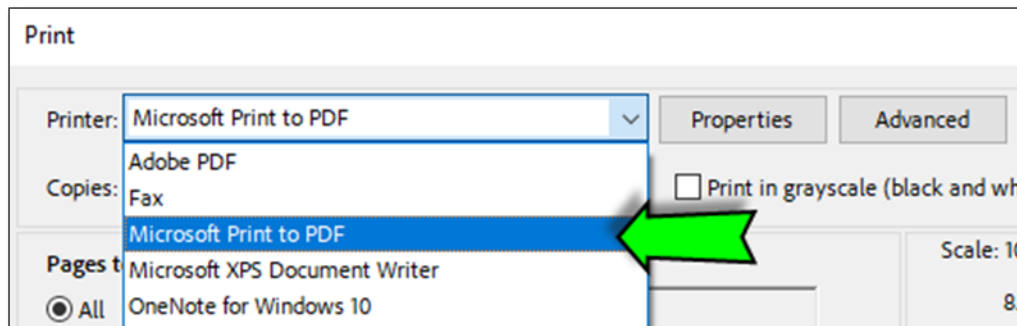 Print
Printer: Microsoft Print to PDF Properties Advanced
Adobe PDF
Copies: Fax Print in grayscale (black and wh
Microsoft Print to PDF
Pages t Microsoft XPS Document Writer Scale: 10
All OneNote for Windows 10 8.